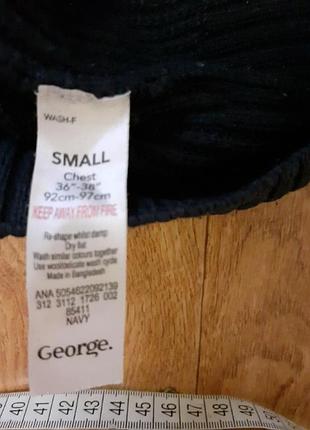 WASH-F
SMALL
Chest
36"-38"
92cm-97cm
KEEP AWAY FROM FIRE
Re-shape whilst damp
Dry flat
Wash similar colours together
Use wool/delicate wash cycle
Made in Bangladesh
ANA 5054622092139
312 3112 1726 002
85411
NAVY
George.
40 41 42 43 44 45 46 47 48 49 50